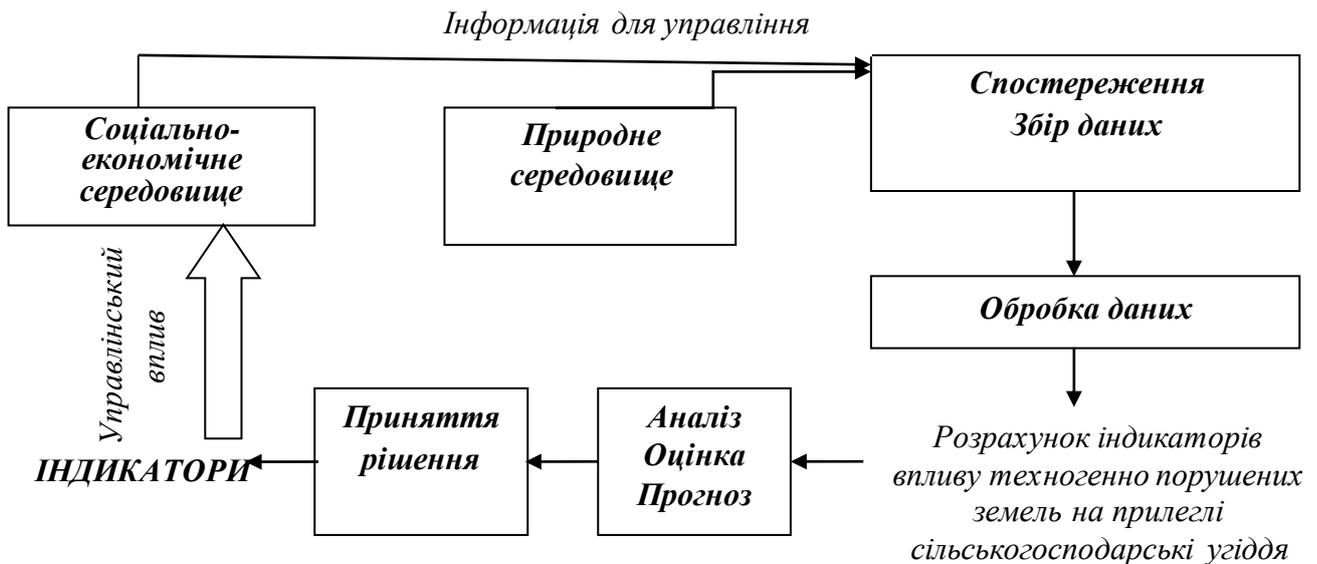 Інформація для управління
Соціально-
економічне
середовище
Природне
середовище
Спостереження
Збір даних
Обробка даних
Управлінський
вплив
ІНДИКАТОРИ
Приняття
рішення
Аналіз
Оцінка
Прогноз
Розрахунок індикаторів
впливу техногенно порушених
земель на прилеглі
сільськогосподарські угіддя